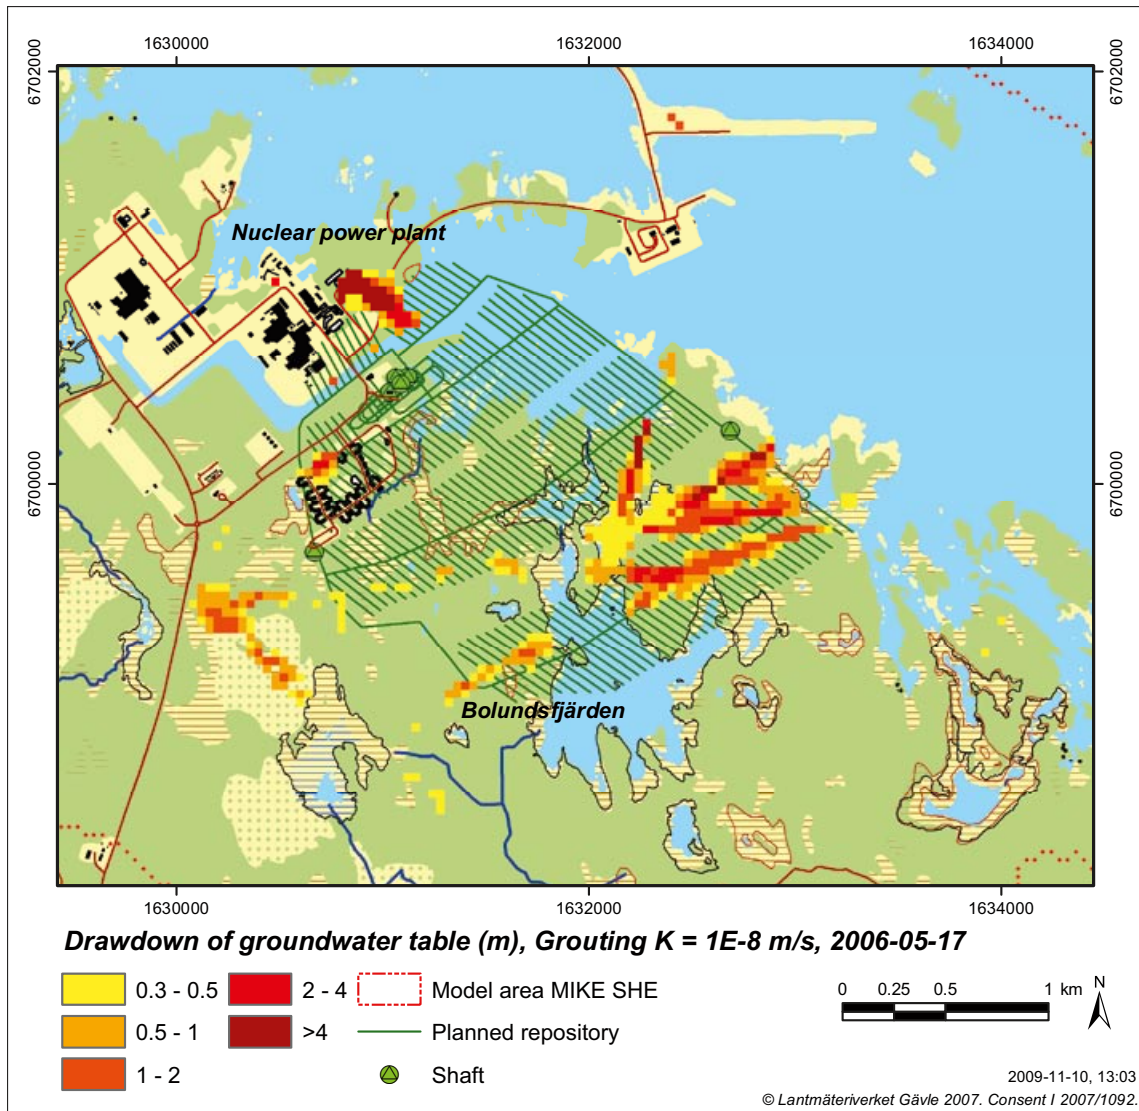 1630000 1632000 1634000
6702000 6702000
Nuclear power plant
6700000 6700000
Bolundsfjärden
1630000 1632000 1634000
Drawdown of groundwater table (m), Grouting K = 1E-8 m/s, 2006-05-17
0.3 - 0.5 2 - 4 Model area MIKE SHE
0 0.25 0.5 1 km N
0.5 - 1 >4 Planned repository
1 - 2 Shaft
2009-11-10, 13:03
© Lantmäteriverket Gävle 2007. Consent I 2007/1092.